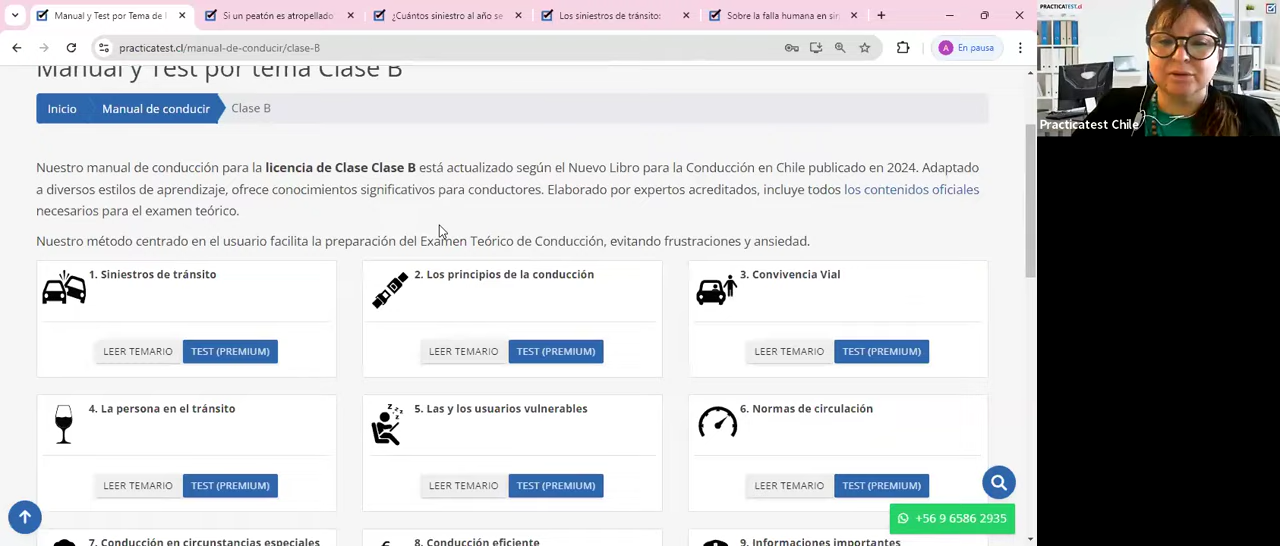 Manual y Test por Tema de l
Si un peatón es atropellado
¿Cuántos siniestro al año se
Los siniestros de tránsito:
Sobre la falla humana en sin
practicatest.cl/manual-de-conducir/clase-B
A En pausa
PRACTICATEST.cl
Practicatest Chile
Manual y Test por tema Clase B
Inicio
Manual de conducir
Clase B
Nuestro manual de conducción para la licencia de Clase Clase B está actualizado según el Nuevo Libro para la Conducción en Chile publicado en 2024. Adaptado
a diversos estilos de aprendizaje, ofrece conocimientos significativos para conductores. Elaborado por expertos acreditados, incluye todos los contenidos oficiales
necesarios para el examen teórico.
Nuestro método centrado en el usuario facilita la preparación del Examen Teórico de Conducción, evitando frustraciones y ansiedad.
1. Siniestros de tránsito
LEER TEMARIO TEST (PREMIUM)
2. Los principios de la conducción
LEER TEMARIO TEST (PREMIUM)
3. Convivencia Vial
LEER TEMARIO TEST (PREMIUM)
4. La persona en el tránsito
LEER TEMARIO TEST (PREMIUM)
5. Las y los usuarios vulnerables
LEER TEMARIO TEST (PREMIUM)
6. Normas de circulación
LEER TEMARIO TEST (PREMIUM)
+56 9 6586 2935
7. Conducción en circunstancias especiale
8. Conducción eficiente
9. Informaciones importantes